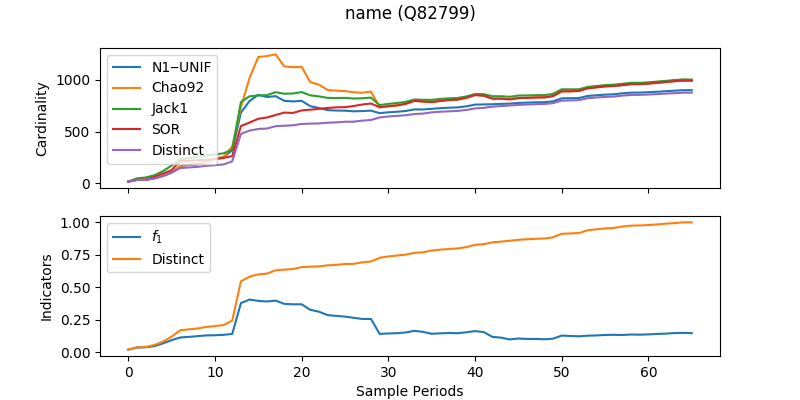 name (Q82799)
Cardinality
1000
500
0
N1−UNIF
Chao92
Jack1
SOR
Distinct
Indicators
1.00
0.75
0.50
0.25
0.00
f1
Distinct
0 10 20 30 40 50 60
Sample Periods